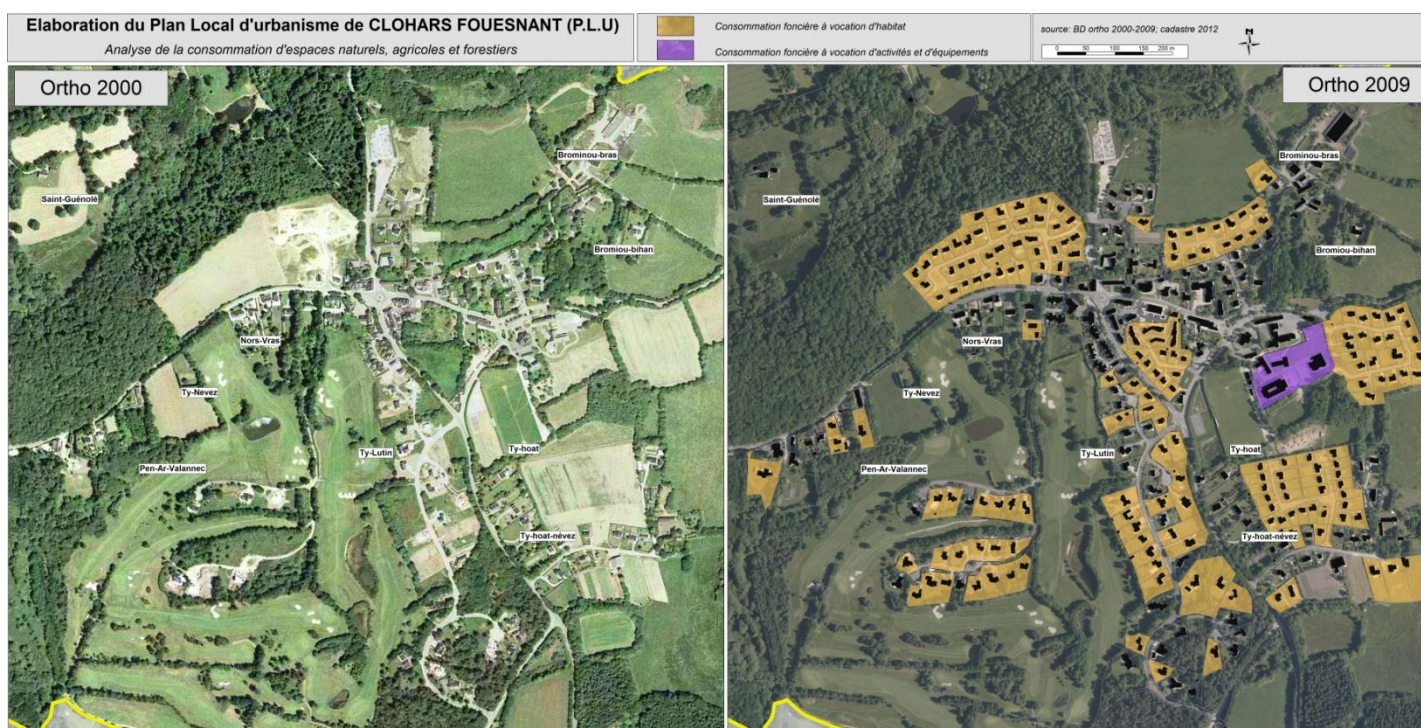 Elaboration du Plan Local d'urbanisme de CLOHARS FOUESNANT (P.L.U)
Analyse de la consommation d'espaces naturels, agricoles et forestiers
Consommation foncière à vocation d'habitat
Consommation foncière à vocation d'activités et d'équipements
source: BD ortho 2000-2009; cadastre 2012
0 50 100 150 200 m
N
Ortho 2000
Brominou-bras
Saint-Guénolé
Bromiou-bihan
Nors-Vras
Ty-Nevez
Ty-Lutin
Ty-hoat
Pen-Ar-Valannec
Ty-hoat-névez
Ortho 2009
Brominou-bras
Saint-Guénolé
Bromiou-bihan
Nors-Vras
Ty-Nevez
Ty-Lutin
Ty-hoat
Pen-Ar-Valannec
Ty-hoat-névez